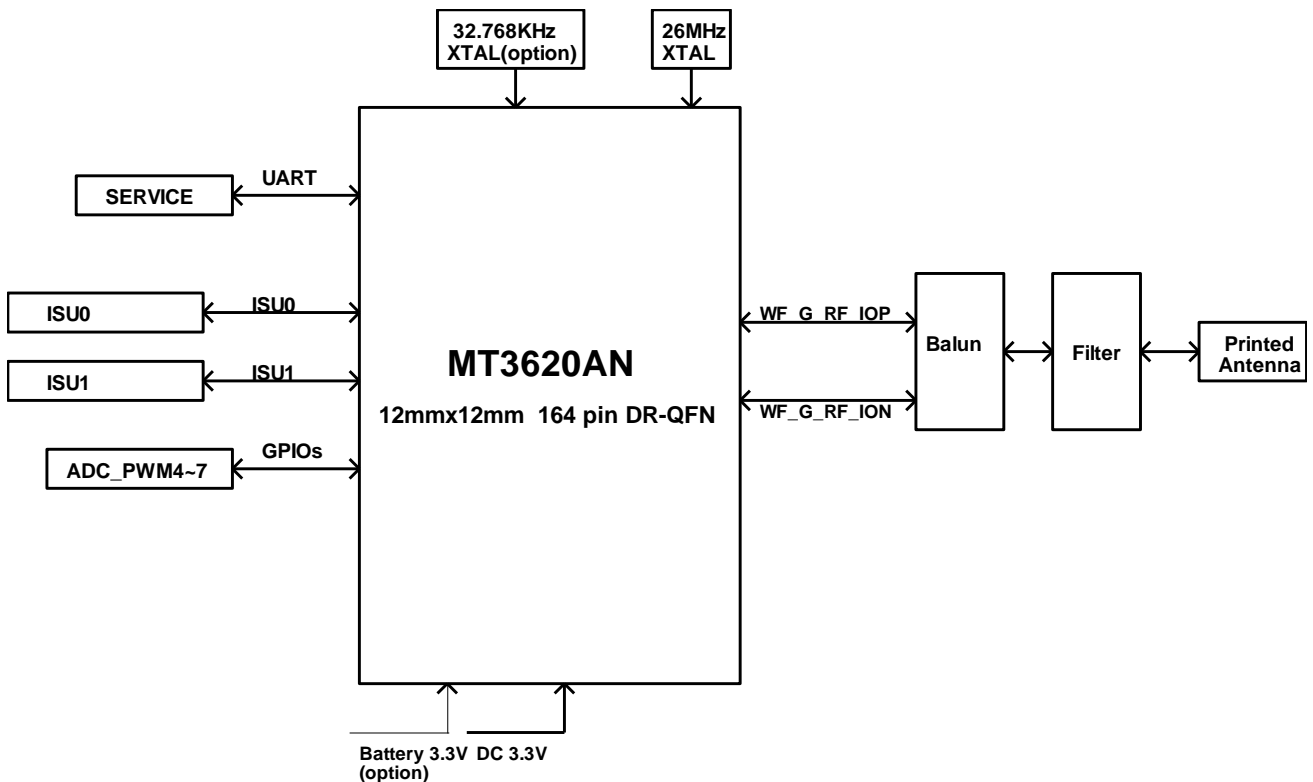 32.768KHz
XTAL(option)
26MHz
XTAL
SERVICE
UART
ISU0
ISU0
ISU1
ISU1
ADC_PWM4~7
GPIOs
MT3620AN
12mmx12mm 164 pin DR-QFN
WF_G_RF_IOP
WF_G_RF_ION
Balun
Filter
Printed
Antenna
Battery 3.3V
(option)
DC 3.3V